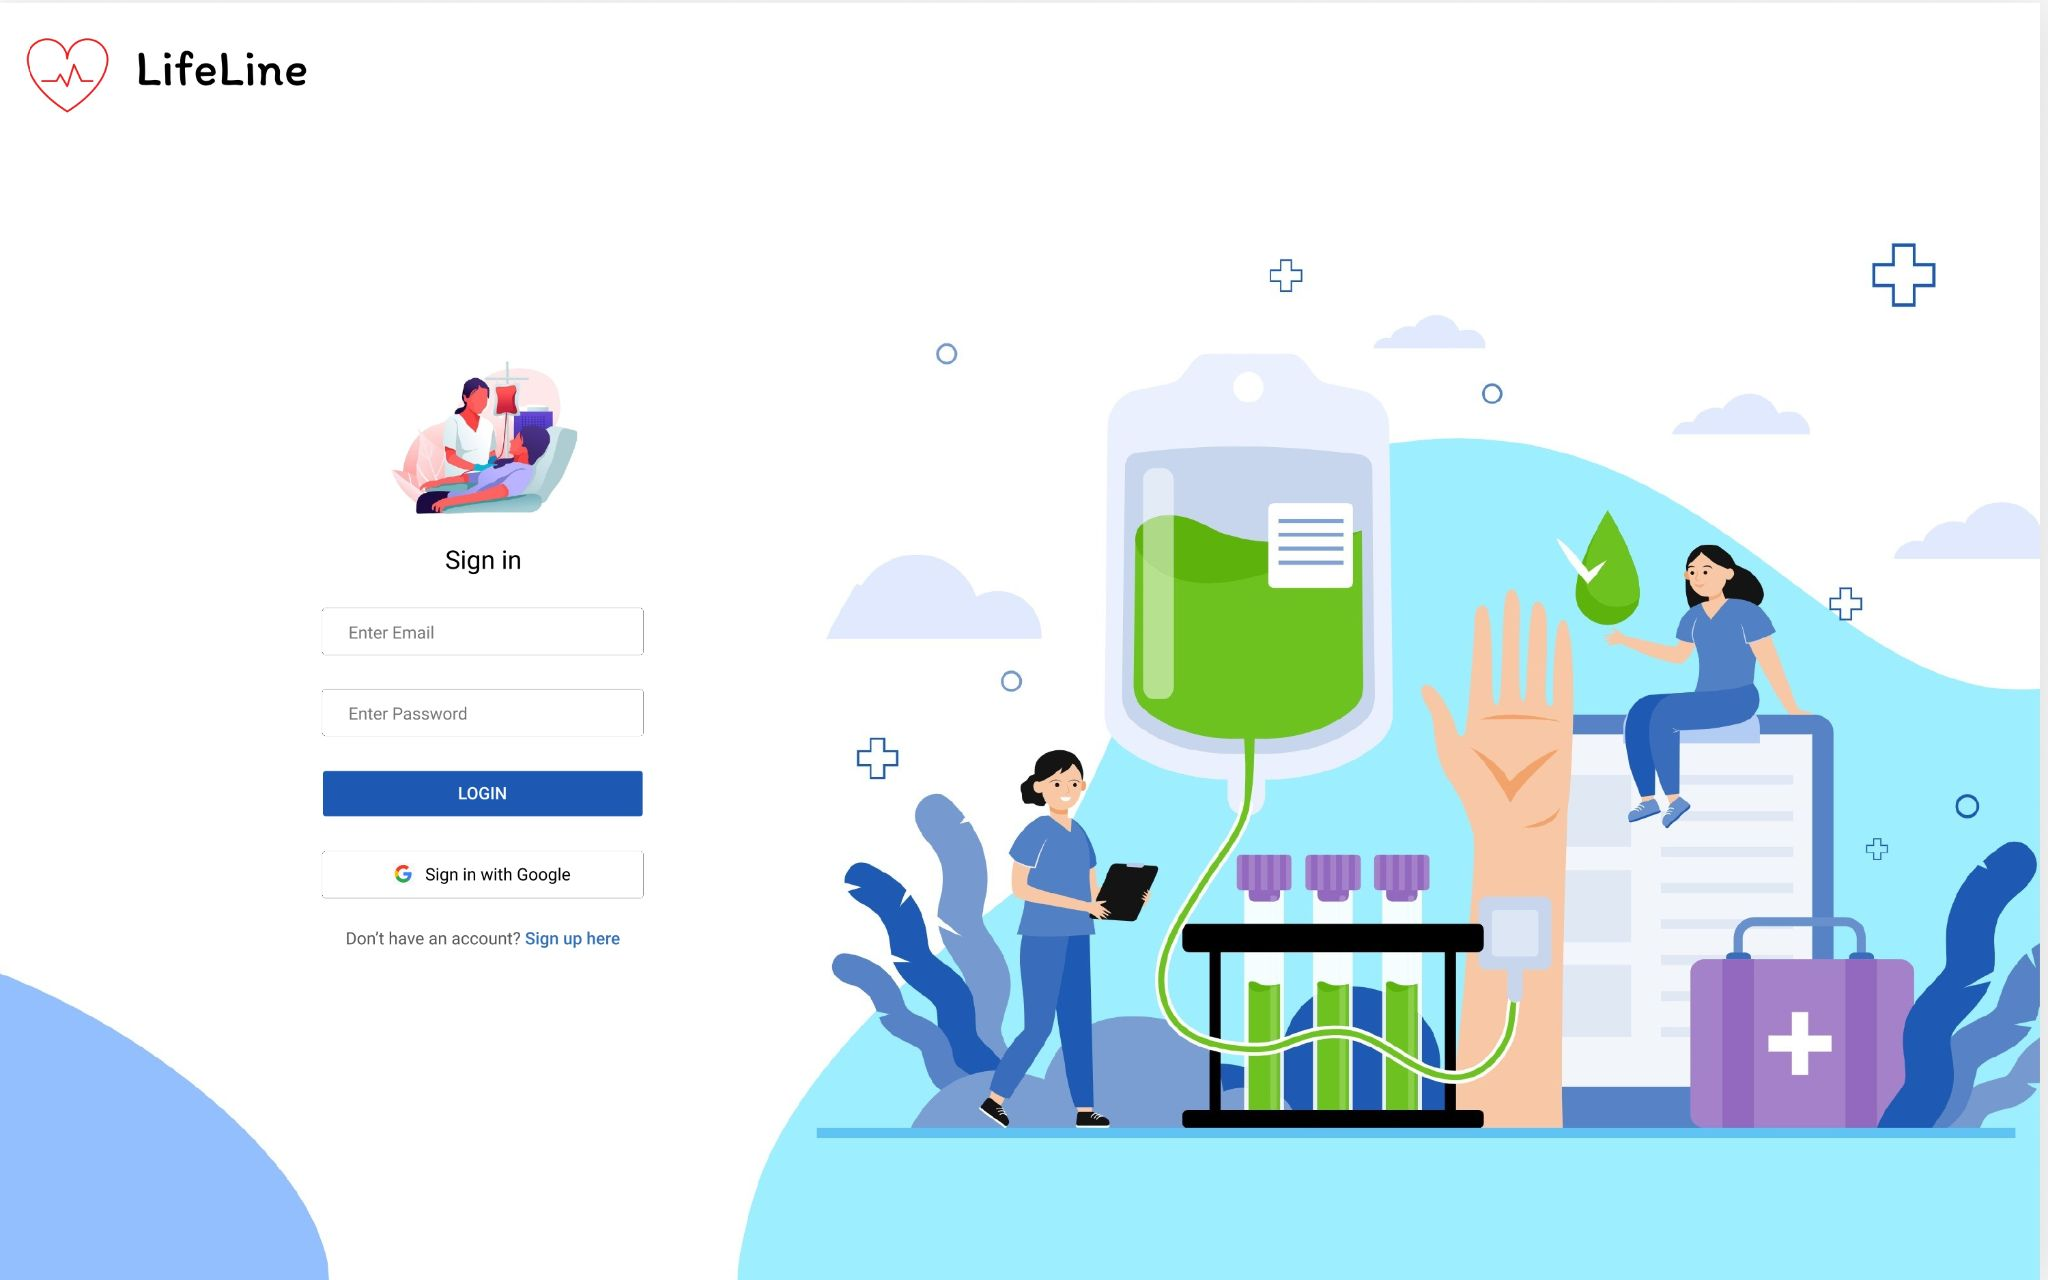 LifeLine
Sign in
Enter Email
Enter Password
LOGIN
Sign in with Google
Don’t have an account? Sign up here